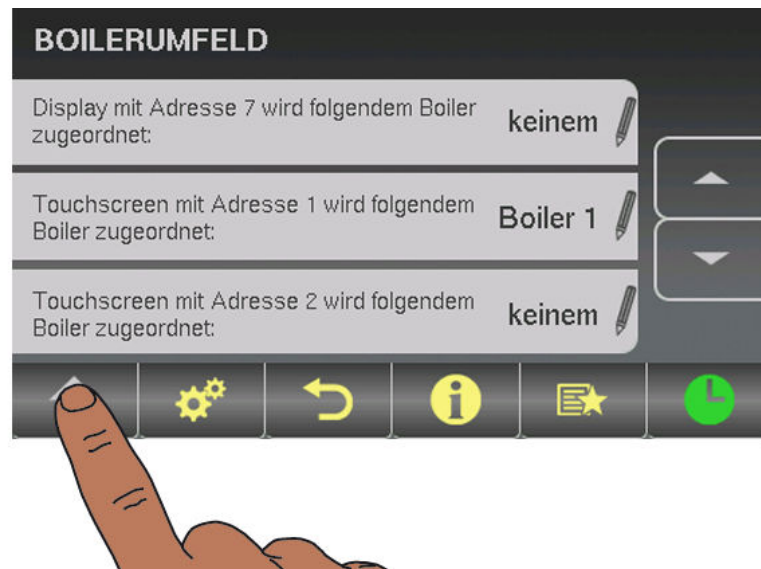 BOILERUMFELD
Display mit Adresse 7 wird folgendem Boiler
zugeordnet:
keinem
Touchscreen mit Adresse 1 wird folgendem
Boiler zugeordnet:
Boiler 1
Touchscreen mit Adresse 2 wird folgendem
Boiler zugeordnet:
keinem